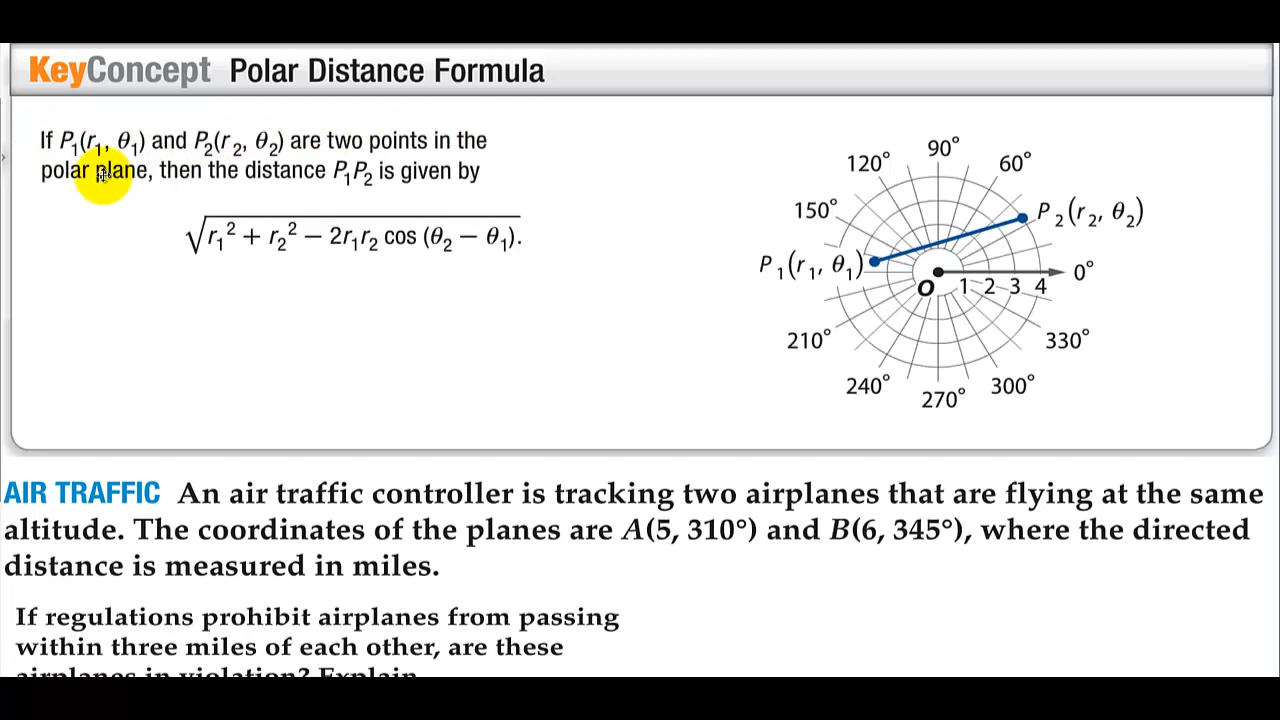 KeyConcept Polar Distance Formula
If P₁(r₁, θ₁) and P₂(r₂, θ₂) are two points in the
polar plane, then the distance P₁P₂ is given by
√(r₁² + r₂² − 2r₁r₂ cos (θ₂ − θ₁)).
90°
120°
60°
150°
P₂(r₂, θ₂)
P₁(r₁, θ₁)
0°
O 1 2 3 4
210°
330°
240°
300°
270°
AIR TRAFFIC An air traffic controller is tracking two airplanes that are flying at the same
altitude. The coordinates of the planes are A(5, 310°) and B(6, 345°), where the directed
distance is measured in miles.
If regulations prohibit airplanes from passing
within three miles of each other, are these
airplanes in violation? Explain